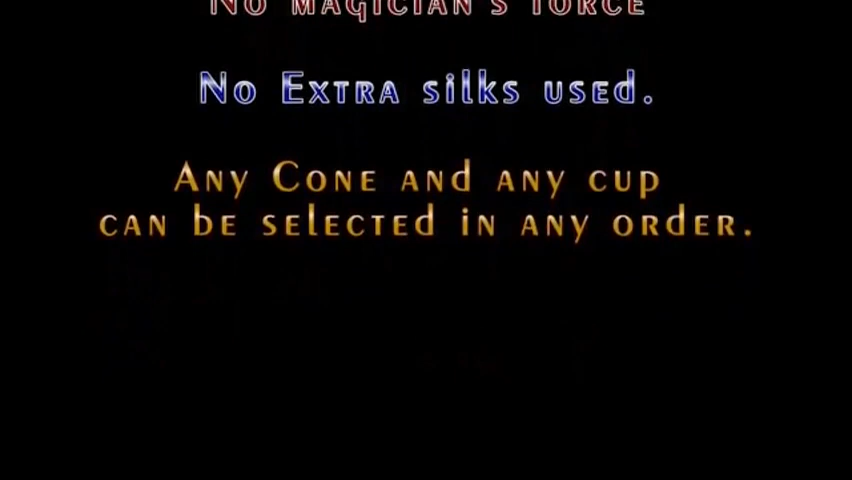 No magician's force
No Extra silks used.
Any Cone and any cup
can be selected in any order.